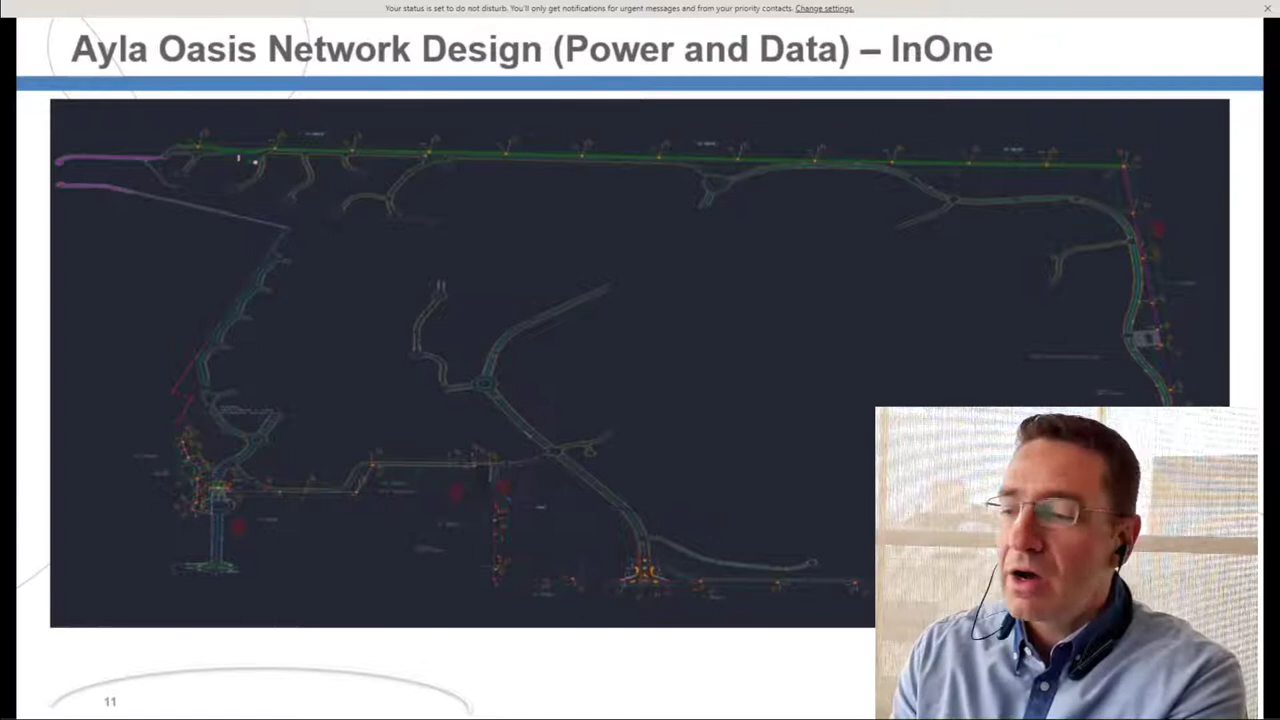 Your status is set to do not disturb. You'll only get notifications for urgent messages and from your priority contacts. Change settings.
Ayla Oasis Network Design (Power and Data) – InOne
11